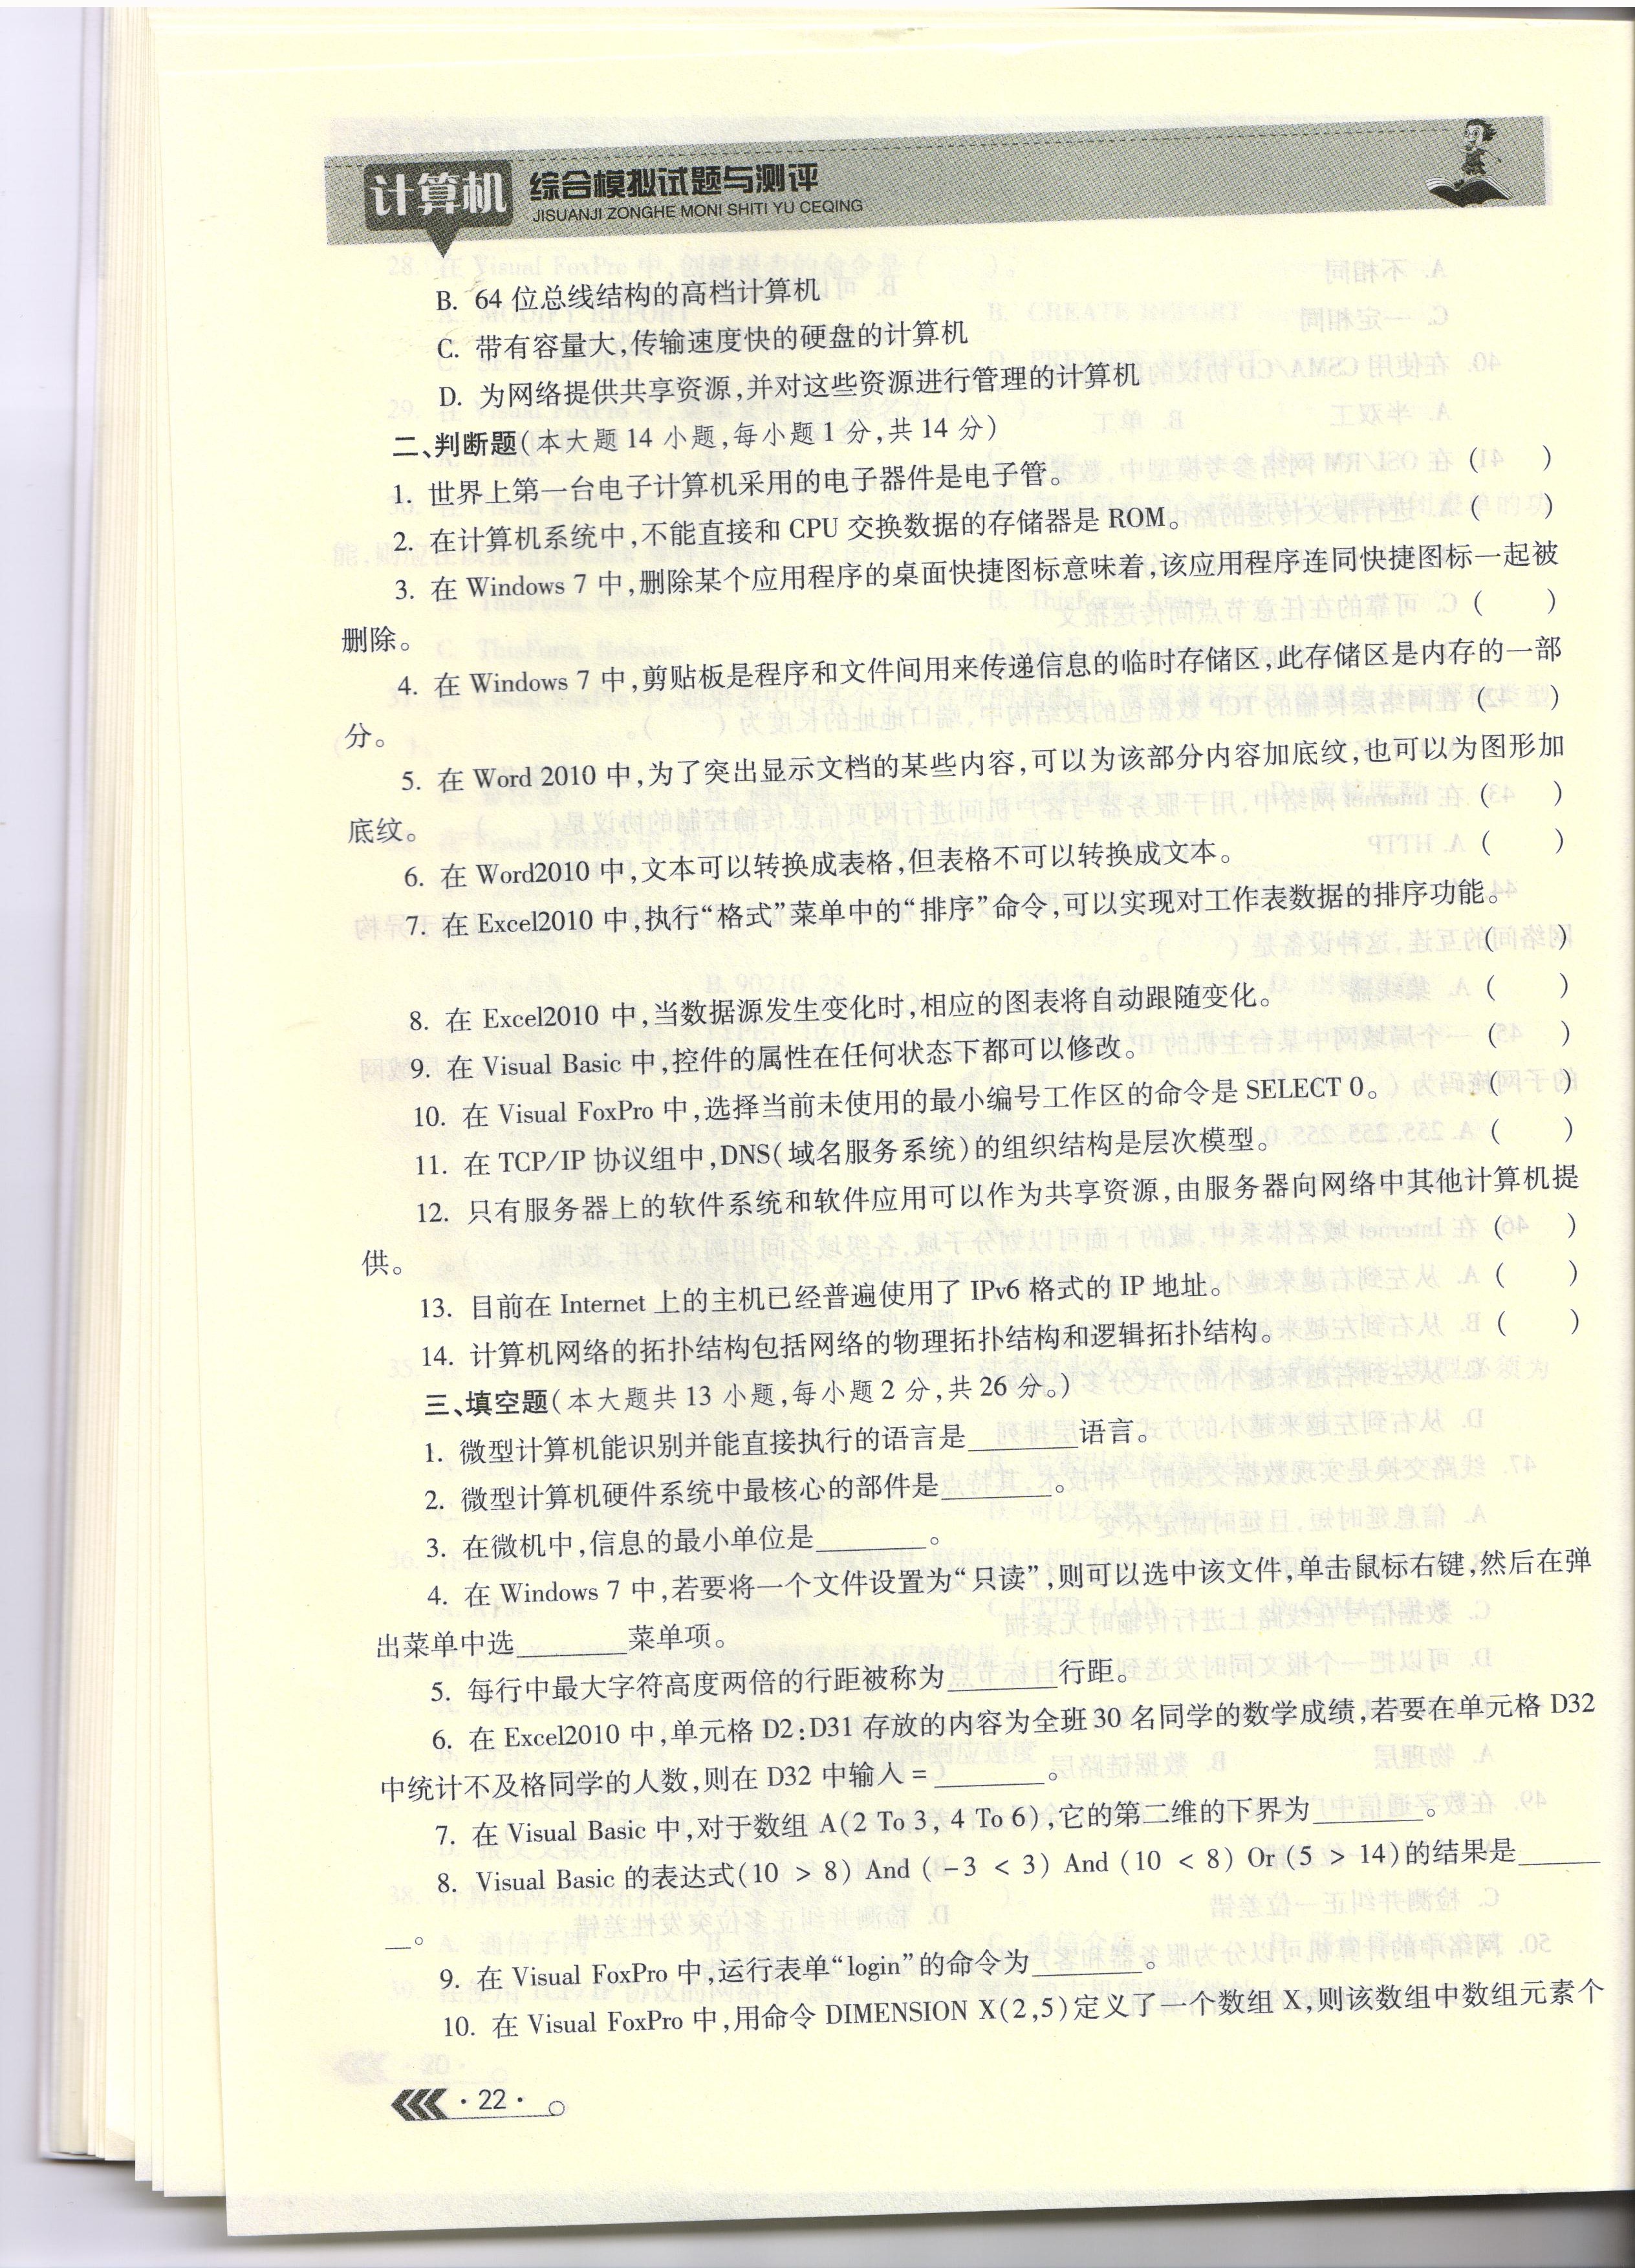 计算机 综合模拟试题与测评
JISUANJI ZONGHE MONI SHITI YU CEQING
B. 64 位总线结构的高档计算机
C. 带有容量大,传输速度快的硬盘的计算机
D. 为网络提供共享资源,并对这些资源进行管理的计算机
二、判断题(本大题 14 小题,每小题 1 分,共 14 分)
1. 世界上第一台电子计算机采用的电子器件是电子管。 ( )
2. 在计算机系统中,不能直接和 CPU 交换数据的存储器是 ROM。 ( )
3. 在 Windows 7 中,删除某个应用程序的桌面快捷图标意味着,该应用程序连同快捷图标一起被
删除。 ( )
4. 在 Windows 7 中,剪贴板是程序和文件间用来传递信息的临时存储区,此存储区是内存的一部
分。 ( )
5. 在 Word 2010 中,为了突出显示文档的某些内容,可以为该部分内容加底纹,也可以为图形加
底纹。 ( )
6. 在 Word2010 中,文本可以转换成表格,但表格不可以转换成文本。 ( )
7. 在 Excel2010 中,执行“格式”菜单中的“排序”命令,可以实现对工作表数据的排序功能。
( )
8. 在 Excel2010 中,当数据源发生变化时,相应的图表将自动跟随变化。 ( )
9. 在 Visual Basic 中,控件的属性在任何状态下都可以修改。 ( )
10. 在 Visual FoxPro 中,选择当前未使用的最小编号工作区的命令是 SELECT 0。 ( )
11. 在 TCP/IP 协议组中,DNS(域名服务系统)的组织结构是层次模型。 ( )
12. 只有服务器上的软件系统和软件应用可以作为共享资源,由服务器向网络中其他计算机提
供。 ( )
13. 目前在 Internet 上的主机已经普遍使用了 IPv6 格式的 IP 地址。 ( )
14. 计算机网络的拓扑结构包括网络的物理拓扑结构和逻辑拓扑结构。 ( )
三、填空题(本大题共 13 小题,每小题 2 分,共 26 分。)
1. 微型计算机能识别并能直接执行的语言是________语言。
2. 微型计算机硬件系统中最核心的部件是________。
3. 在微机中,信息的最小单位是________。
4. 在 Windows 7 中,若要将一个文件设置为“只读”,则可以选中该文件,单击鼠标右键,然后在弹
出菜单中选________菜单项。
5. 每行中最大字符高度两倍的行距被称为________行距。
6. 在 Excel2010 中,单元格 D2:D31 存放的内容为全班 30 名同学的数学成绩,若要在单元格 D32
中统计不及格同学的人数,则在 D32 中输入 = ________。
7. 在 Visual Basic 中,对于数组 A(2 To 3, 4 To 6),它的第二维的下界为________。
8. Visual Basic 的表达式(10 > 8) And (-3 < 3) And (10 < 8) Or (5 > 14)的结果是______
__。
9. 在 Visual FoxPro 中,运行表单“login”的命令为________。
10. 在 Visual FoxPro 中,用命令 DIMENSION X(2,5)定义了一个数组 X,则该数组中数组元素个
· 22 ·